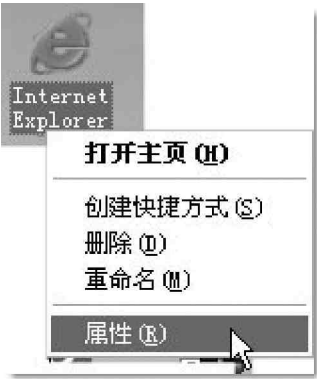 Internet
Explorer
打开主页(H)
创建快捷方式(S)
删除(D)
重命名(M)
属性(R)